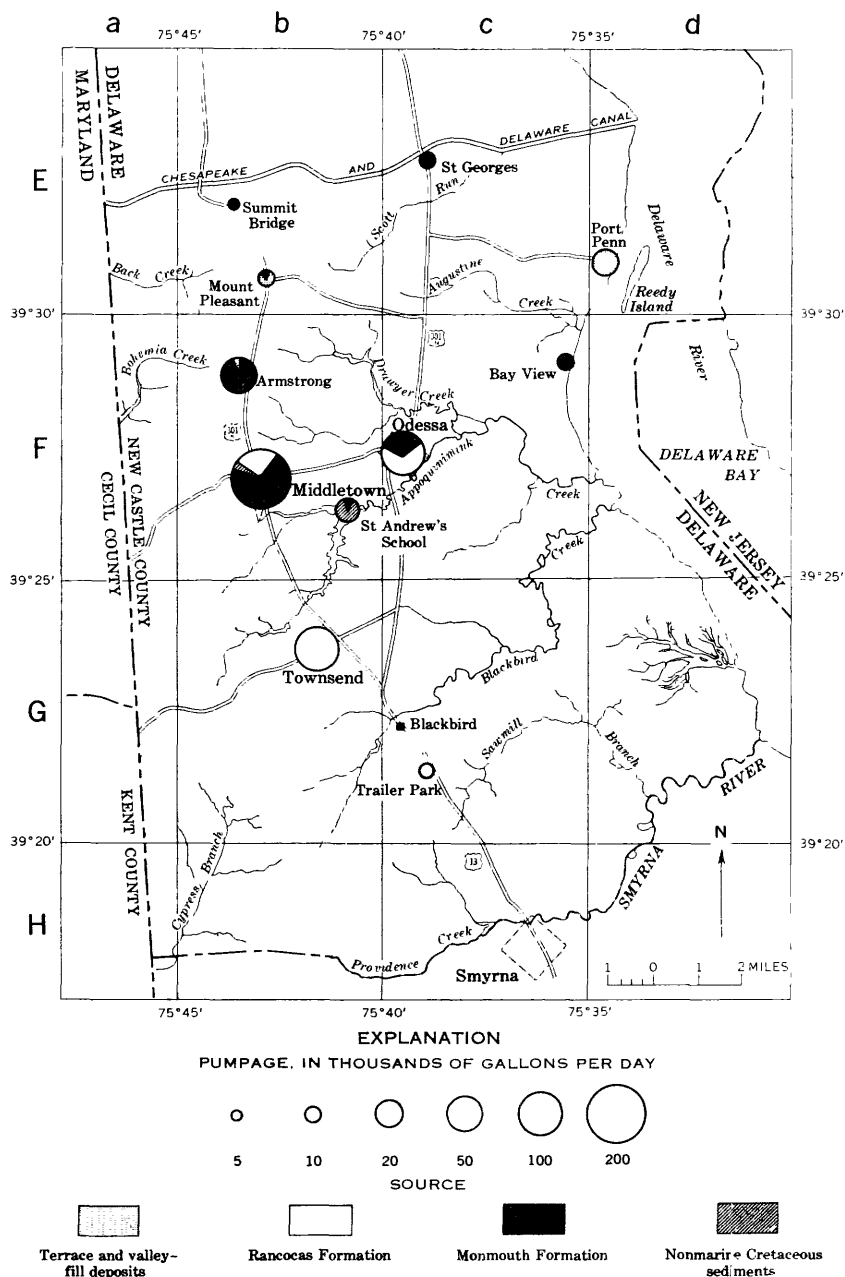 a b c d
75°45' 75°40' 75°35'
MARYLAND
DELAWARE
E
CHESAPEAKE AND DELAWARE CANAL
St Georges
Summit
Bridge
Scott Run
Port
Penn
Delaware
Back Creek
Mount
Pleasant
Augustine
Creek
Reedy
Island
39°30' 39°30'
301
Bohemia Creek
Armstrong
Drawyer Creek
Bay View
River
301
F
Odessa
Appoquinimink
Creek
DELAWARE
BAY
Middletown
St Andrew's
School
Creek
CECIL COUNTY
NEW CASTLE COUNTY
NEW JERSEY
DELAWARE
39°25' 39°25'
Townsend
Blackbird
G
Blackbird
Sawmill
Branch
Trailer Park
RIVER
KENT COUNTY
39°20' 39°20'
N
13
Cypress Branch
SMYRNA
H
Creek
Providence
Smyrna
1 0 1 2 MILES
75°45' 75°40' 75°35'
EXPLANATION
PUMPAGE, IN THOUSANDS OF GALLONS PER DAY
5 10 20 50 100 200
SOURCE
Terrace and valley-
fill deposits
Rancocas Formation
Monmouth Formation
Nonmarine Cretaceous
sediments